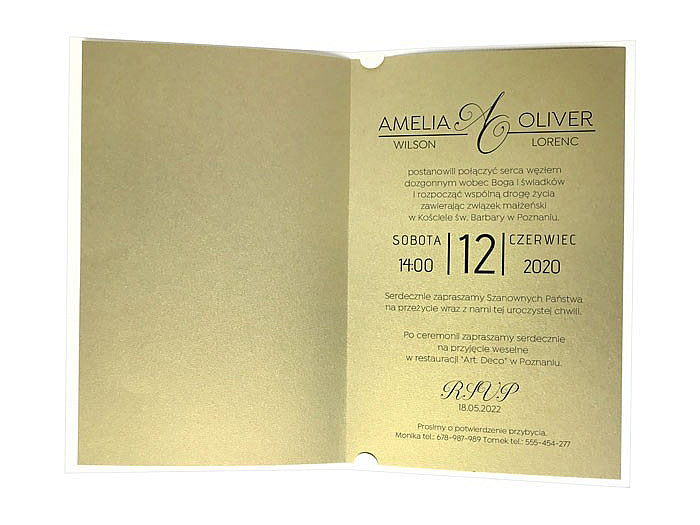 AMELIA AO OLIVER
WILSON LORENC
postanowili połączyć serca węzłem
dozgonnym wobec Boga i świadków
i rozpocząć wspólną drogę życia
zawierając związek małżeński
w Kościele św. Barbary w Poznaniu.
SOBOTA 12 CZERWIEC
14:00 2020
Serdecznie zapraszamy Szanownych Państwa
na przeżycie wraz z nami tej uroczystej chwili.
Po ceremonii zapraszamy serdecznie
na przyjęcie weselne
w restauracji "Art. Deco" w Poznaniu.
RSVP
18.05.2022
Prosimy o potwierdzenie przybycia.
Monika tel.: 678-987-989 Tomek tel.: 555-454-277